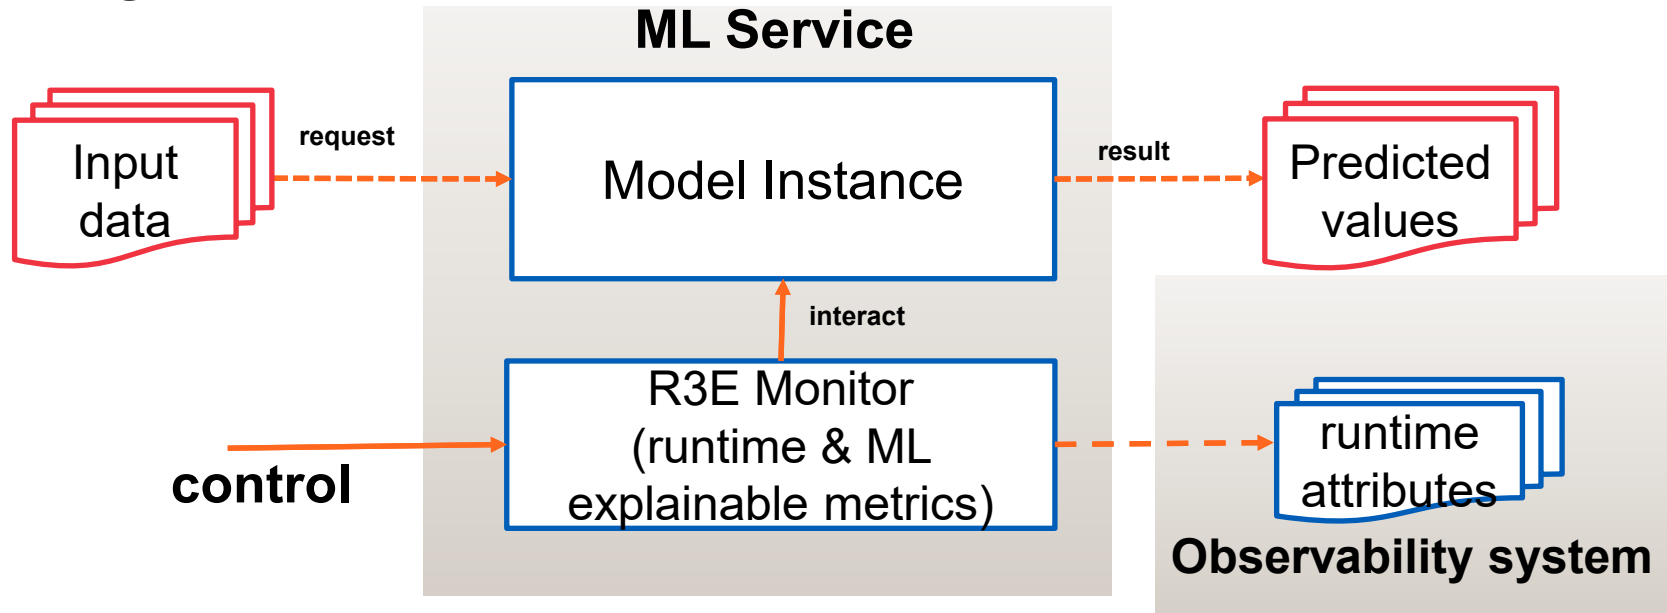 ML Service
Input
data
request
Model Instance
result
Predicted
values
interact
control
R3E Monitor
(runtime & ML
explainable metrics)
runtime
attributes
Observability system